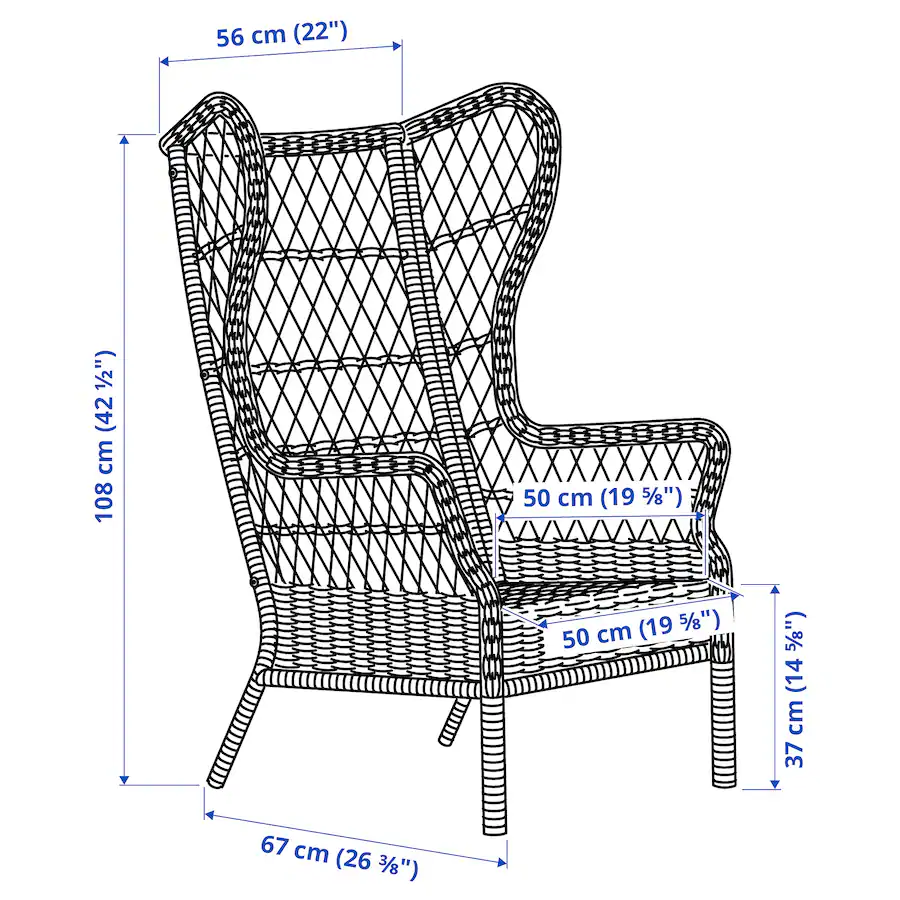 56 cm (22")
108 cm (42 ½")
50 cm (19 ⅝")
50 cm (19 ⅝")
37 cm (14 ⅝")
67 cm (26 ⅜")